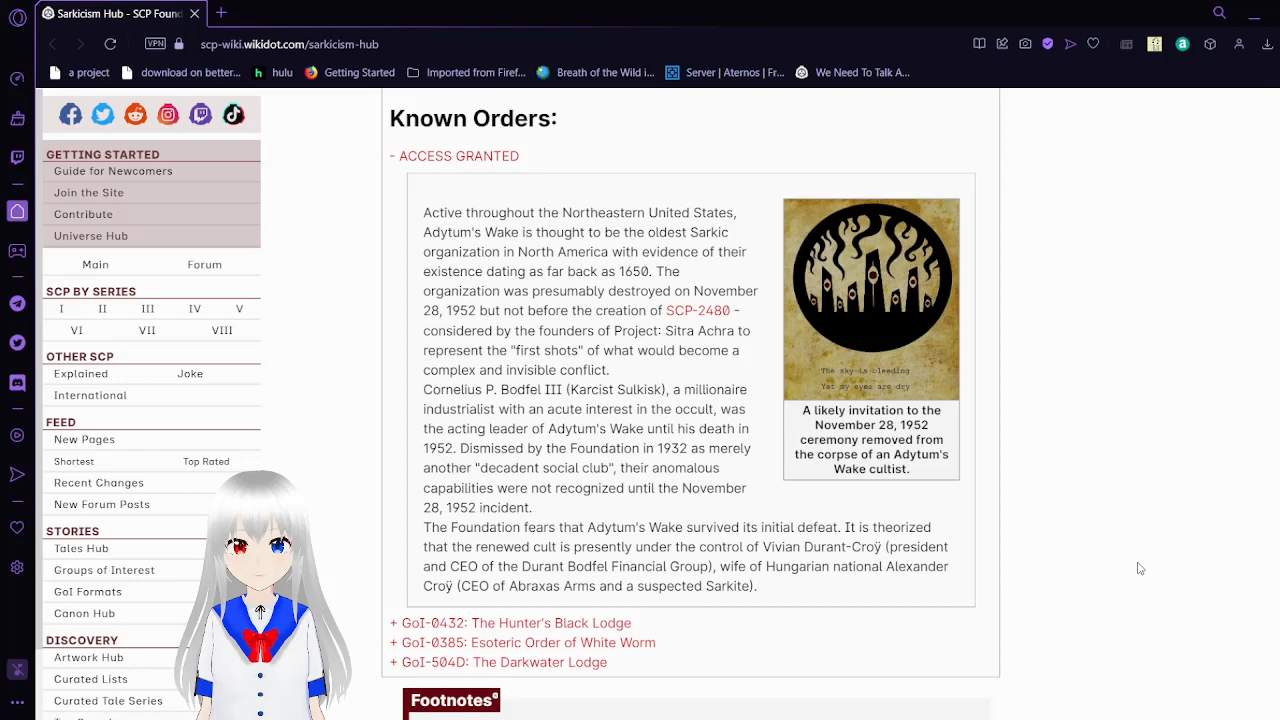 Sarkicism Hub - SCP Found
VPN
scp-wiki.wikidot.com/sarkicism-hub
a project
download on better...
hulu
Getting Started
Imported from Firef...
Breath of the Wild i...
Server | Aternos | Fr...
We Need To Talk A...
GETTING STARTED
Guide for Newcomers
Join the Site
Contribute
Universe Hub
Main Forum
SCP BY SERIES
I II III IV V
VI VII VIII
OTHER SCP
Explained Joke
International
FEED
New Pages
Shortest Top Rated
Recent Changes
New Forum Posts
STORIES
Tales Hub
Groups of Interest
GoI Formats
Canon Hub
DISCOVERY
Artwork Hub
Curated Lists
Curated Tale Series
Known Orders:
- ACCESS GRANTED
Active throughout the Northeastern United States,
Adytum's Wake is thought to be the oldest Sarkic
organization in North America with evidence of their
existence dating as far back as 1650. The
organization was presumably destroyed on November
28, 1952 but not before the creation of SCP-2480 -
considered by the founders of Project: Sitra Achra to
represent the "first shots" of what would become a
complex and invisible conflict.
Cornelius P. Bodfel III (Karcist Sulkisk), a millionaire
industrialist with an acute interest in the occult, was
the acting leader of Adytum's Wake until his death in
1952. Dismissed by the Foundation in 1932 as merely
another "decadent social club", their anomalous
capabilities were not recognized until the November
28, 1952 incident.
The Foundation fears that Adytum's Wake survived its initial defeat. It is theorized
that the renewed cult is presently under the control of Vivian Durant-Croÿ (president
and CEO of the Durant Bodfel Financial Group), wife of Hungarian national Alexander
Croÿ (CEO of Abraxas Arms and a suspected Sarkite).
The sky is bleeding
Yet my eyes are dry
A likely invitation to the
November 28, 1952
ceremony removed from
the corpse of an Adytum's
Wake cultist.
+ GoI-0432: The Hunter's Black Lodge
+ GoI-0385: Esoteric Order of White Worm
+ GoI-504D: The Darkwater Lodge
Footnotes